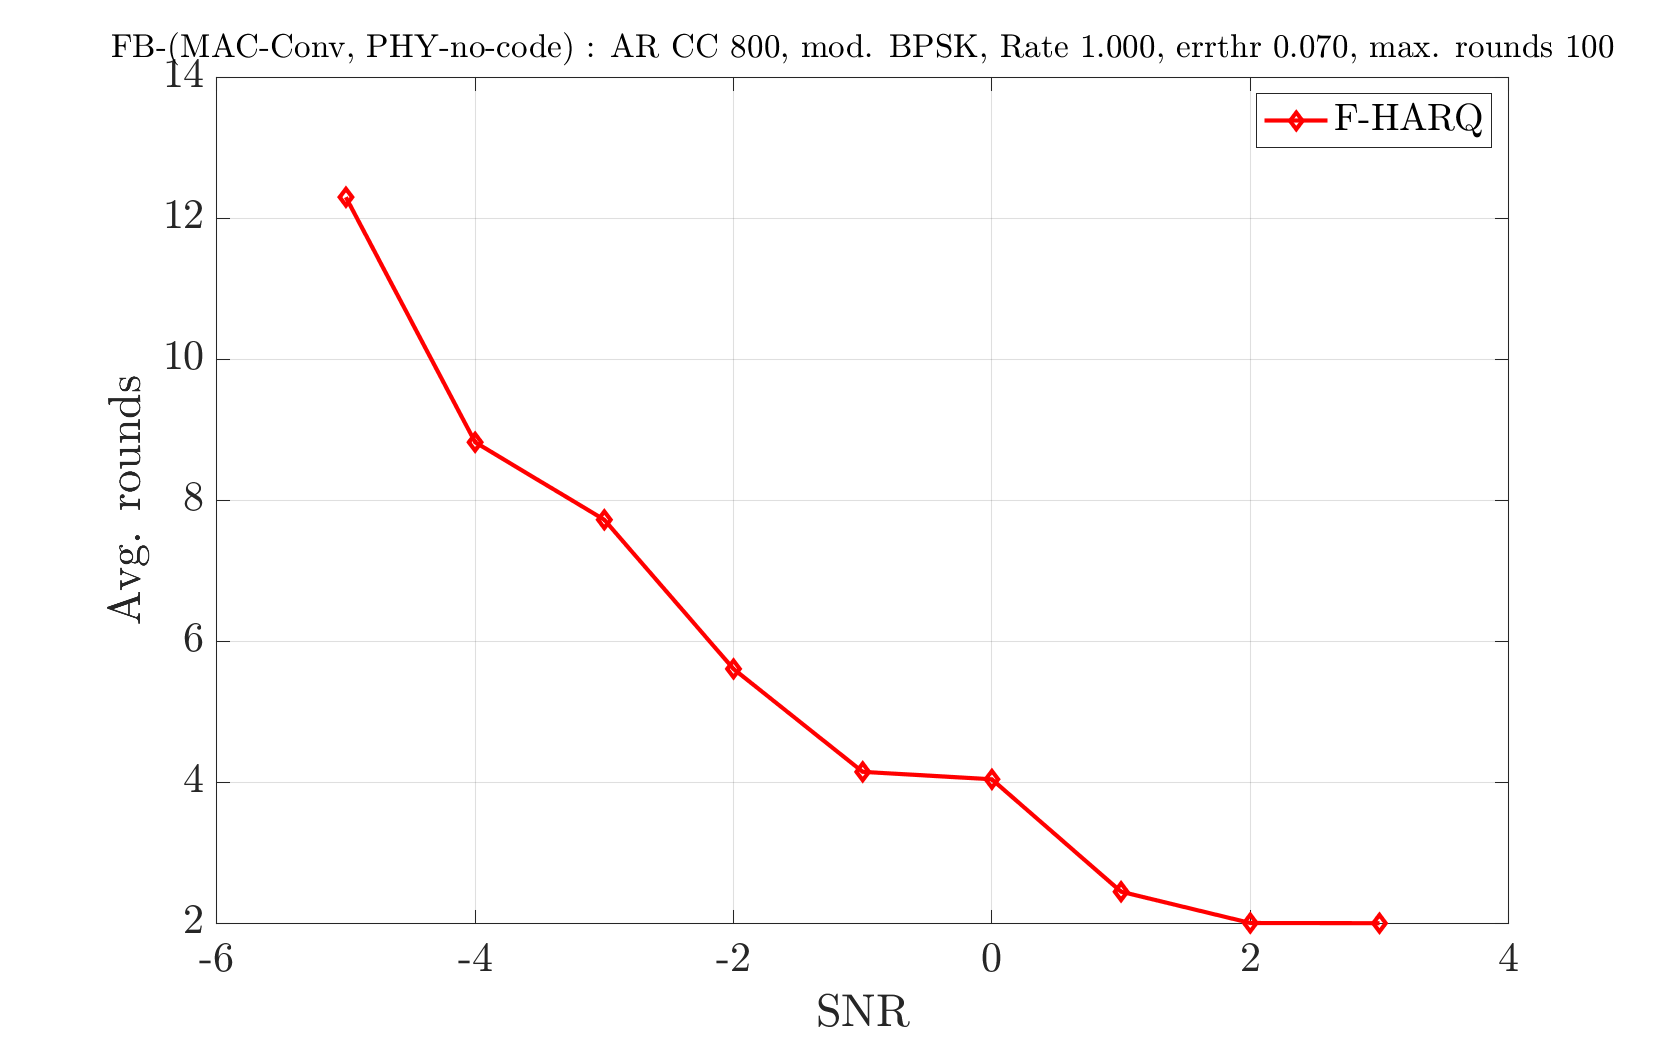 FB-(MAC-Conv, PHY-no-code) : AR CC 800, mod. BPSK, Rate 1.000, errthr 0.070, max. rounds 100
14
F-HARQ
12
10
8
6
4
2
Avg. rounds
-6 -4 -2 0 2 4
SNR